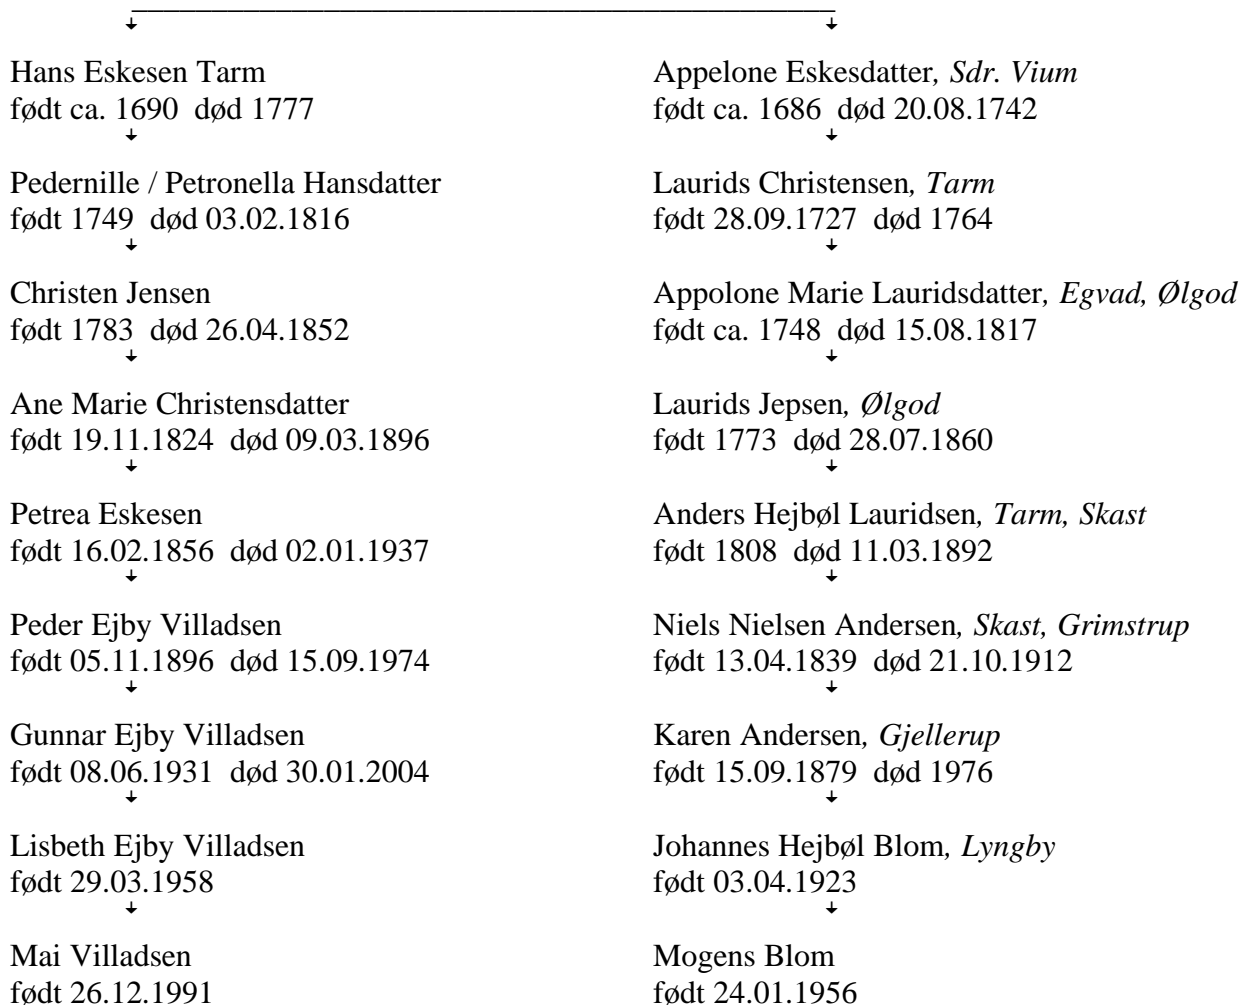 Hans Eskesen Tarm
født ca. 1690  død 1777
Pedernille / Petronella Hansdatter
født 1749  død 03.02.1816
Christen Jensen
født 1783  død 26.04.1852
Ane Marie Christensdatter
født 19.11.1824  død 09.03.1896
Petrea Eskesen
født 16.02.1856  død 02.01.1937
Peder Ejby Villadsen
født 05.11.1896  død 15.09.1974
Gunnar Ejby Villadsen
født 08.06.1931  død 30.01.2004
Lisbeth Ejby Villadsen
født 29.03.1958
Mai Villadsen
født 26.12.1991
Appelone Eskesdatter, Sdr. Vium
født ca. 1686  død 20.08.1742
Laurids Christensen, Tarm
født 28.09.1727  død 1764
Appolone Marie Lauridsdatter, Egvad, Ølgod
født ca. 1748  død 15.08.1817
Laurids Jepsen, Ølgod
født 1773  død 28.07.1860
Anders Hejbøl Lauridsen, Tarm, Skast
født 1808  død 11.03.1892
Niels Nielsen Andersen, Skast, Grimstrup
født 13.04.1839  død 21.10.1912
Karen Andersen, Gjellerup
født 15.09.1879  død 1976
Johannes Hejbøl Blom, Lyngby
født 03.04.1923
Mogens Blom
født 24.01.1956